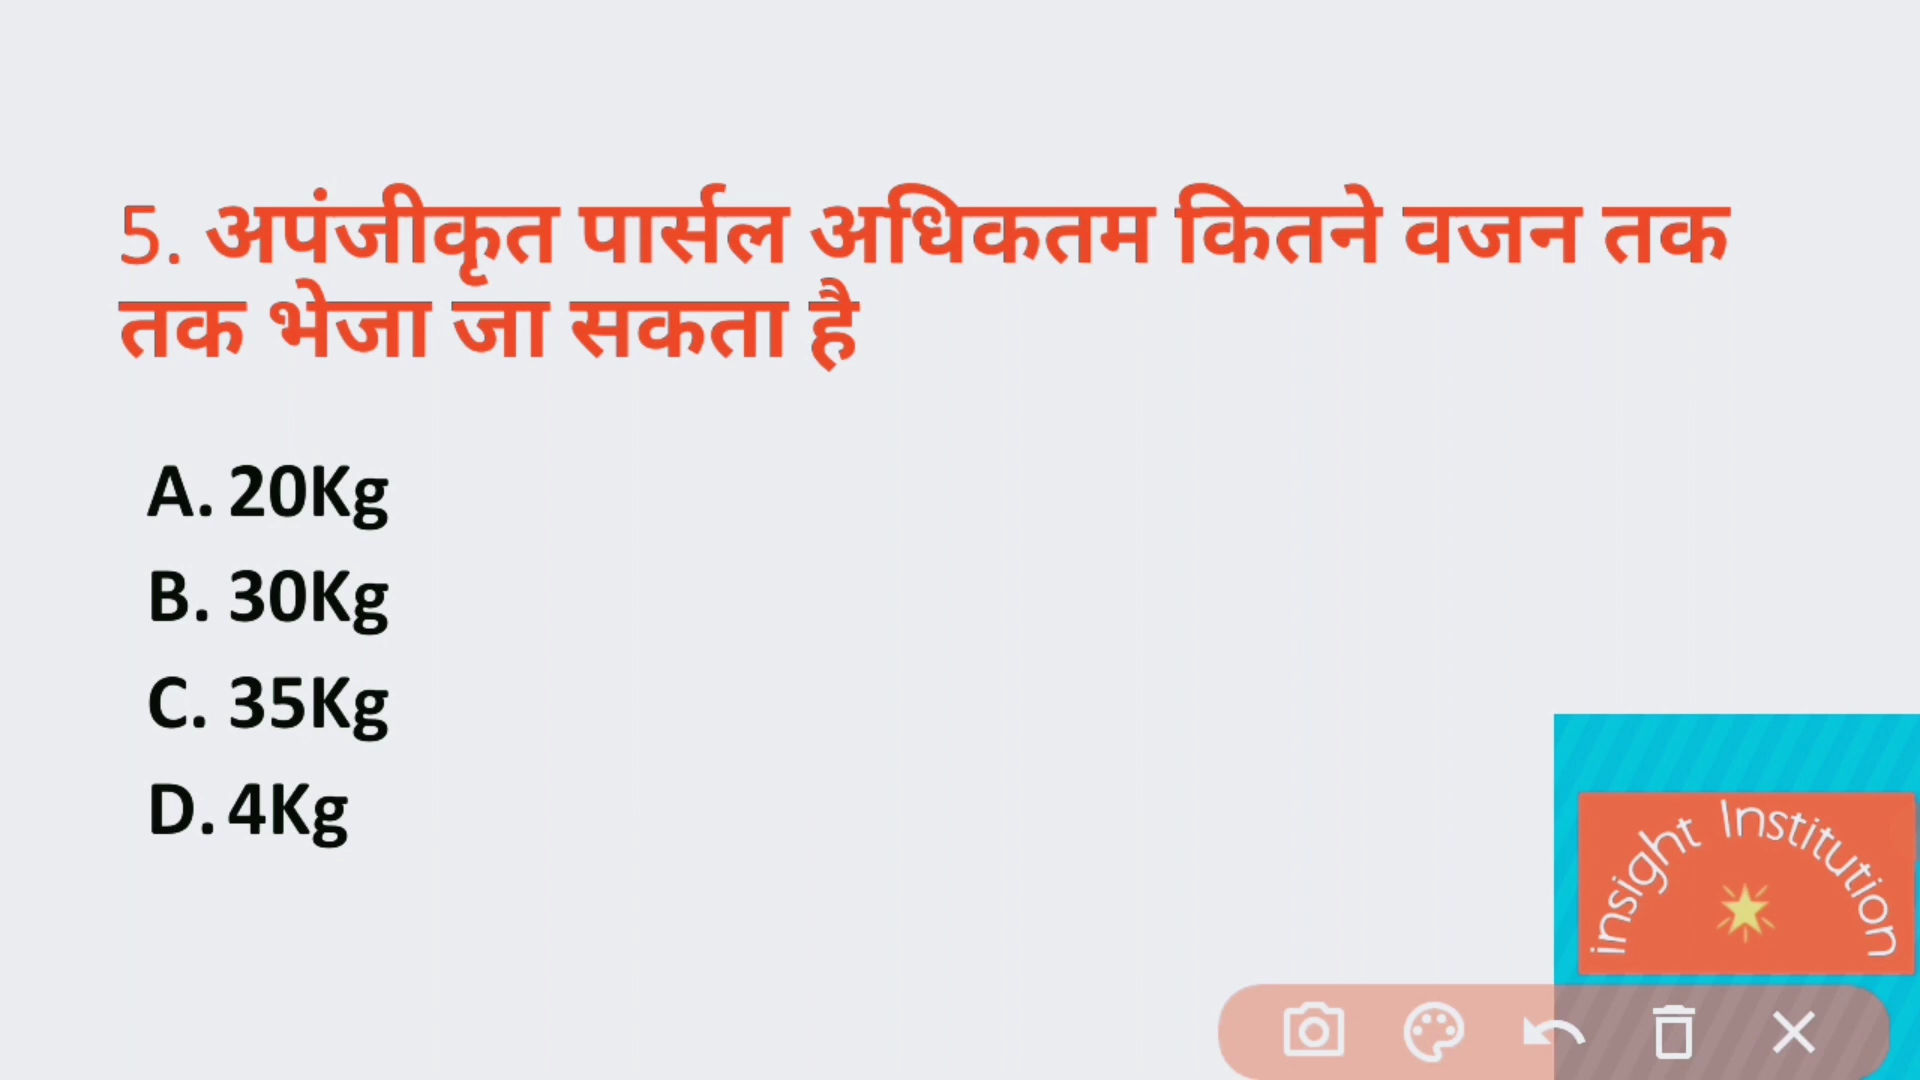 5. अपंजीकृत पार्सल अधिकतम कितने वजन तक
तक भेजा जा सकता है
A. 20Kg
B. 30Kg
C. 35Kg
D. 4Kg
insight Institution